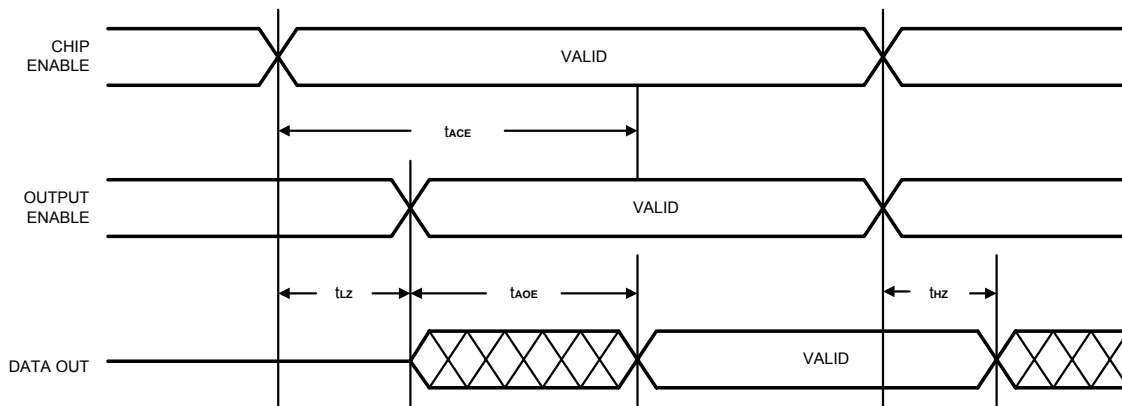 CHIP
ENABLE
VALID
tACE
OUTPUT
ENABLE
VALID
tLZ
tAOE
tHZ
DATA OUT
VALID